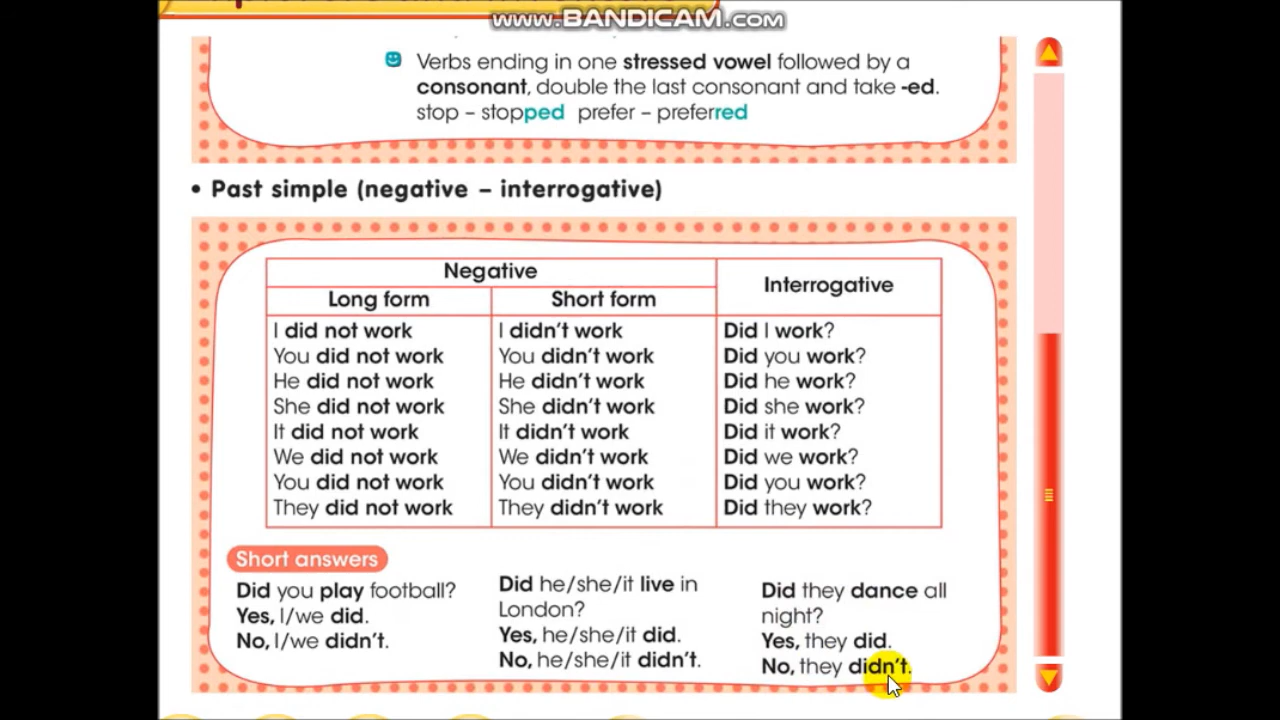 www.BANDICAM.com
Verbs ending in one stressed vowel followed by a
consonant, double the last consonant and take -ed.
stop – stopped prefer – preferred
• Past simple (negative – interrogative)
Negative
Interrogative
Long form
Short form
I did not work
I didn't work
Did I work?
You did not work
You didn't work
Did you work?
He did not work
He didn't work
Did he work?
She did not work
She didn't work
Did she work?
It did not work
It didn't work
Did it work?
We did not work
We didn't work
Did we work?
You did not work
You didn't work
Did you work?
They did not work
They didn't work
Did they work?
Short answers
Did you play football?
Yes, I/we did.
No, I/we didn't.
Did he/she/it live in
London?
Yes, he/she/it did.
No, he/she/it didn't.
Did they dance all
night?
Yes, they did.
No, they didn't.